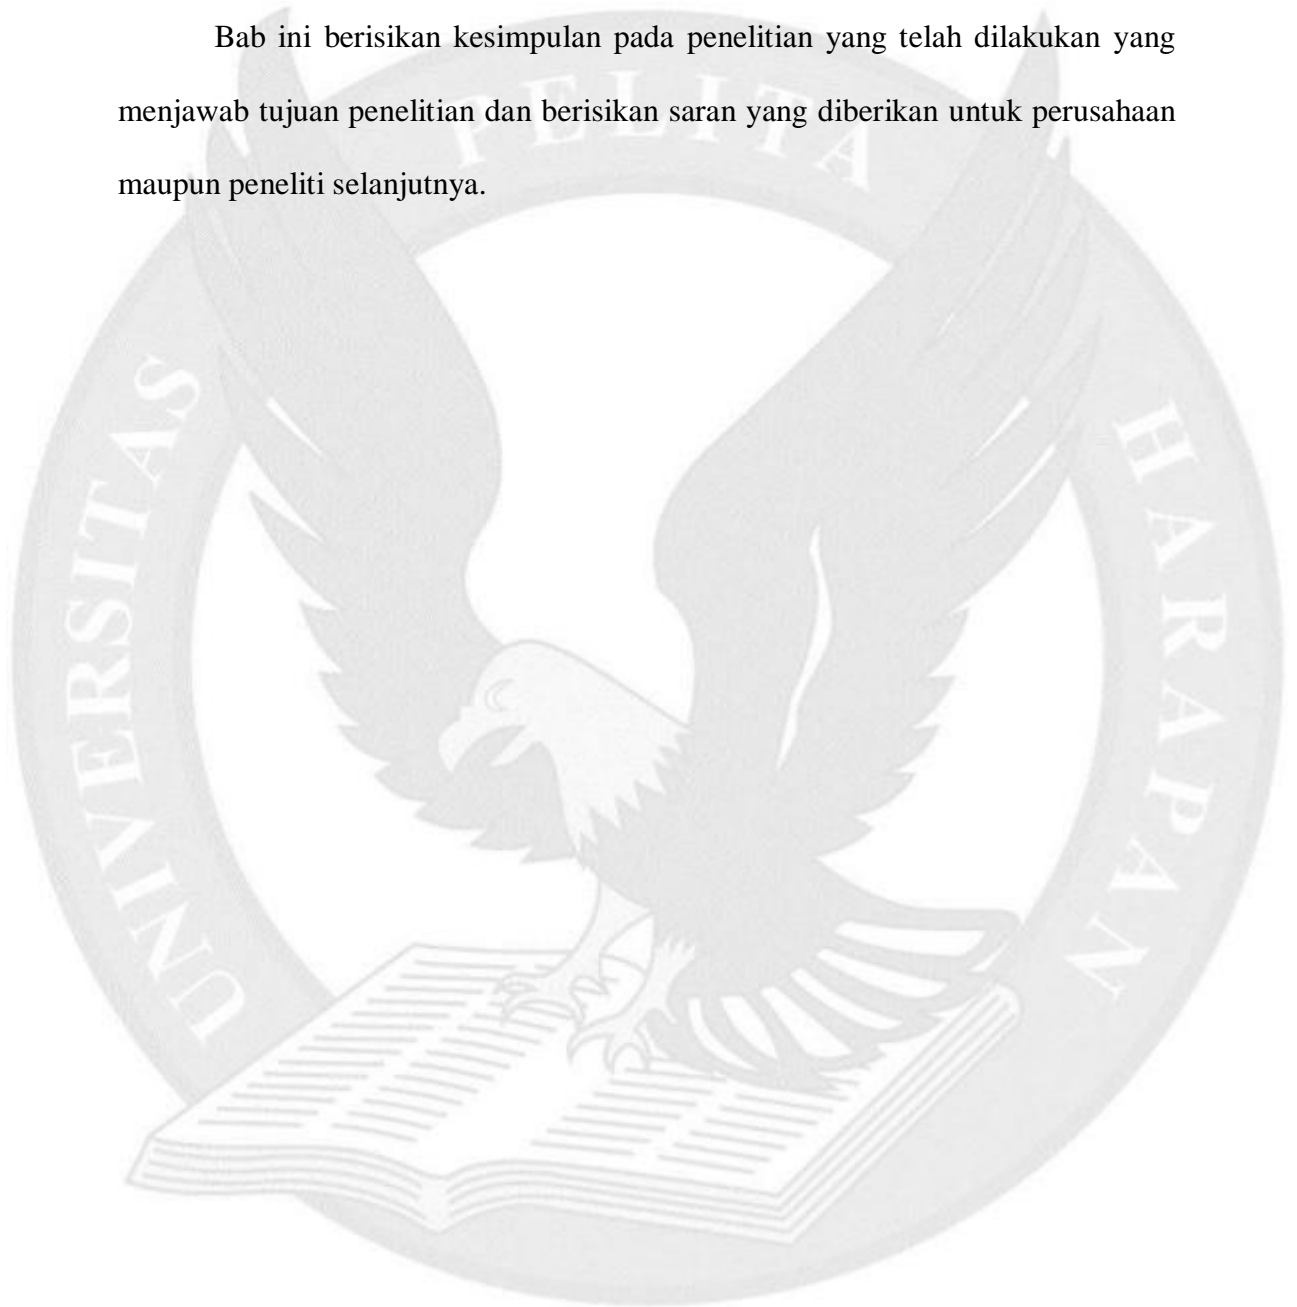 Bab ini berisikan kesimpulan pada penelitian yang telah dilakukan yang
menjawab tujuan penelitian dan berisikan saran yang diberikan untuk perusahaan
maupun peneliti selanjutnya.
UNIVERSITAS PELITA HARAPAN